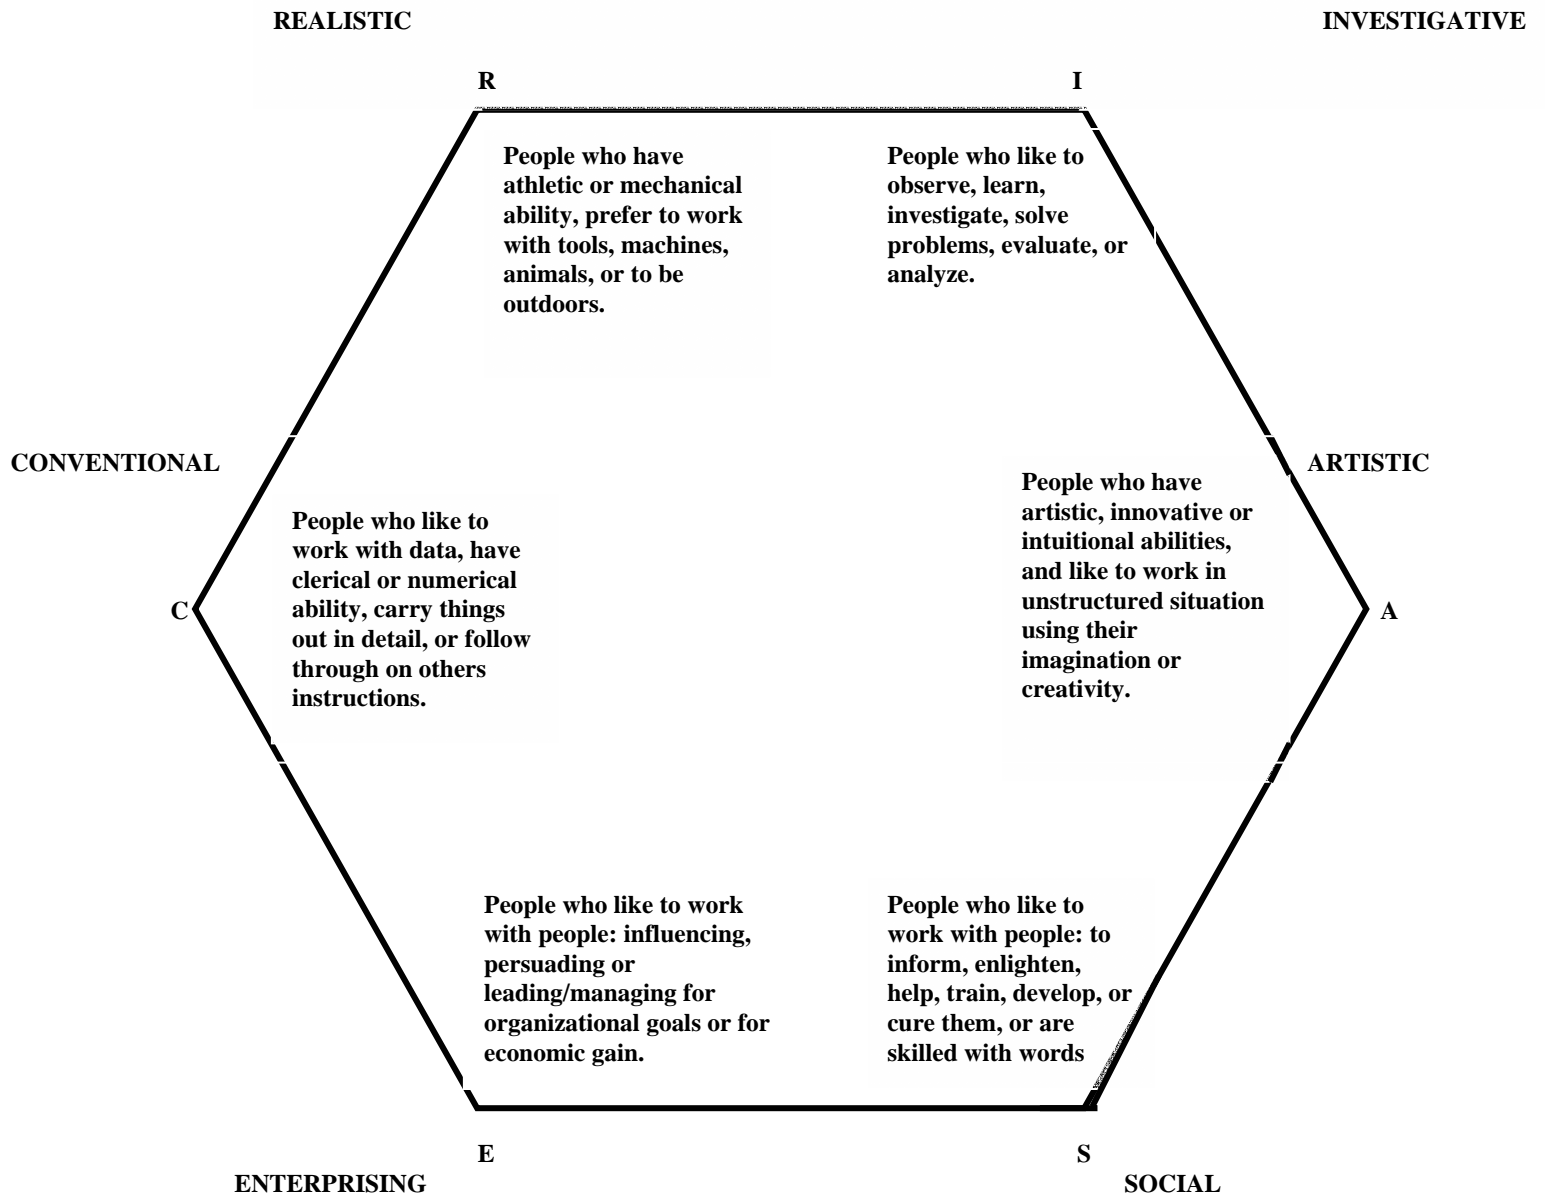 REALISTIC
INVESTIGATIVE
R
I
People who have
athletic or mechanical
ability, prefer to work
with tools, machines,
animals, or to be
outdoors.
People who like to
observe, learn,
investigate, solve
problems, evaluate, or
analyze.
CONVENTIONAL
ARTISTIC
People who like to
work with data, have
clerical or numerical
ability, carry things
out in detail, or follow
through on others
instructions.
People who have
artistic, innovative or
intuitional abilities,
and like to work in
unstructured situation
using their
imagination or
creativity.
C
A
People who like to work
with people: influencing,
persuading or
leading/managing for
organizational goals or for
economic gain.
People who like to
work with people: to
inform, enlighten,
help, train, develop, or
cure them, or are
skilled with words
E
S
ENTERPRISING
SOCIAL